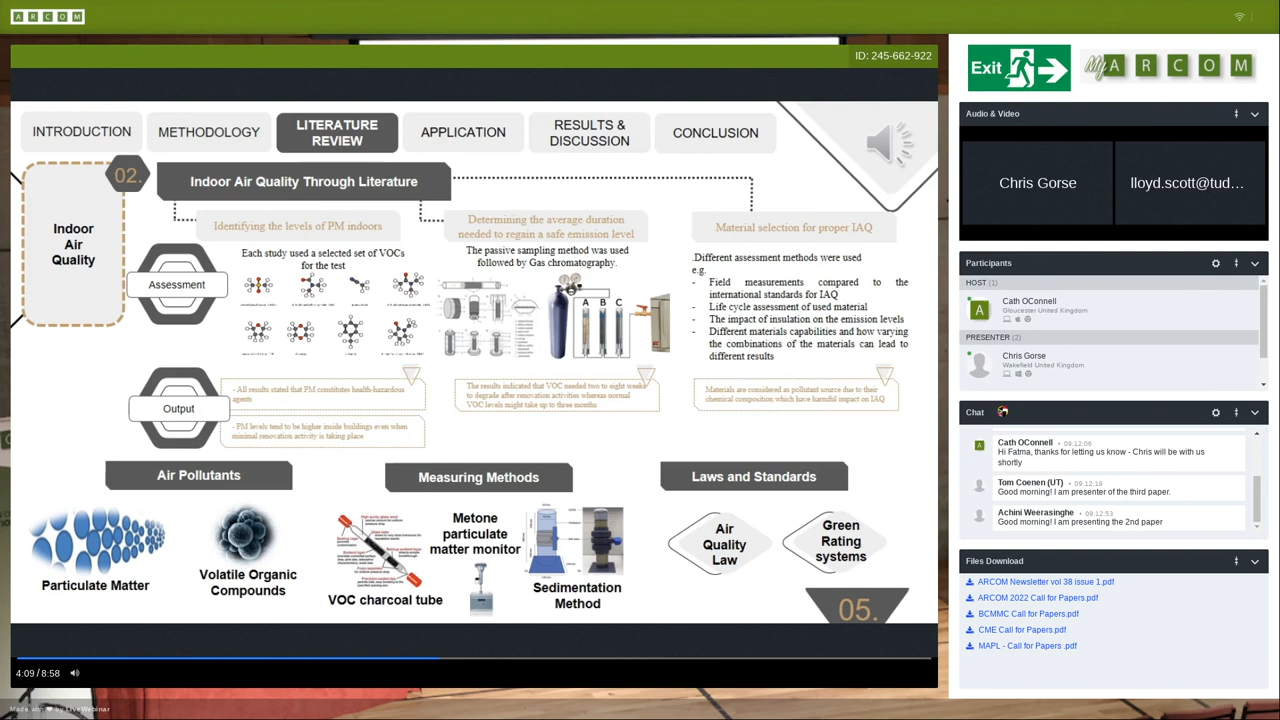 ARCOM
ID: 245-662-922
INTRODUCTION
METHODOLOGY
LITERATURE
REVIEW
APPLICATION
RESULTS &
DISCUSSION
CONCLUSION
02.
Indoor
Air
Quality
Indoor Air Quality Through Literature
Identifying the levels of PM indoors
Determining the average duration
needed to regain a safe emission level
Material selection for proper IAQ
Assessment
Each study used a selected set of VOCs
for the test
The passive sampling method was used
followed by Gas chromatography.
A B C
.Different assessment methods were used
e.g.
- Field measurements compared to the
international standards for IAQ
- Life cycle assessment of used material
- The impact of insulation on the emission levels
- Different materials capabilities and how varying
the combinations of the materials can lead to
different results
Output
- All results stated that PM constitutes health-hazardous
agents
- PM levels tend to be higher inside buildings even when
minimal renovation activity is taking place
The results indicated that VOC needed two to eight weeks
to degrade after renovation activities whereas normal
VOC levels might take up to three months
Materials are considered as pollutant source due to their
chemical composition which have harmful impact on IAQ
Air Pollutants
Measuring Methods
Laws and Standards
Particulate Matter
Volatile Organic
Compounds
VOC charcoal tube
Metone
particulate
matter monitor
Sedimentation
Method
Air
Quality
Law
Green
Rating
systems
05.
4:09 / 8:58
Made with ❤ by LiveWebinar
Exit
My ARCOM
Audio & Video
Chris Gorse
lloyd.scott@tud...
Participants
HOST (1)
Cath OConnell
Gloucester United Kingdom
PRESENTER (2)
Chris Gorse
Wakefield United Kingdom
Chat
Cath OConnell • 09:12:06
Hi Fatma, thanks for letting us know - Chris will be with us
shortly
Tom Coenen (UT) • 09:12:19
Good morning! I am presenter of the third paper.
Achini Weerasinghe • 09:12:53
Good morning! I am presenting the 2nd paper
Files Download
ARCOM Newsletter vol 38 issue 1.pdf
ARCOM 2022 Call for Papers.pdf
BCMMC Call for Papers.pdf
CME Call for Papers.pdf
MAPL - Call for Papers .pdf